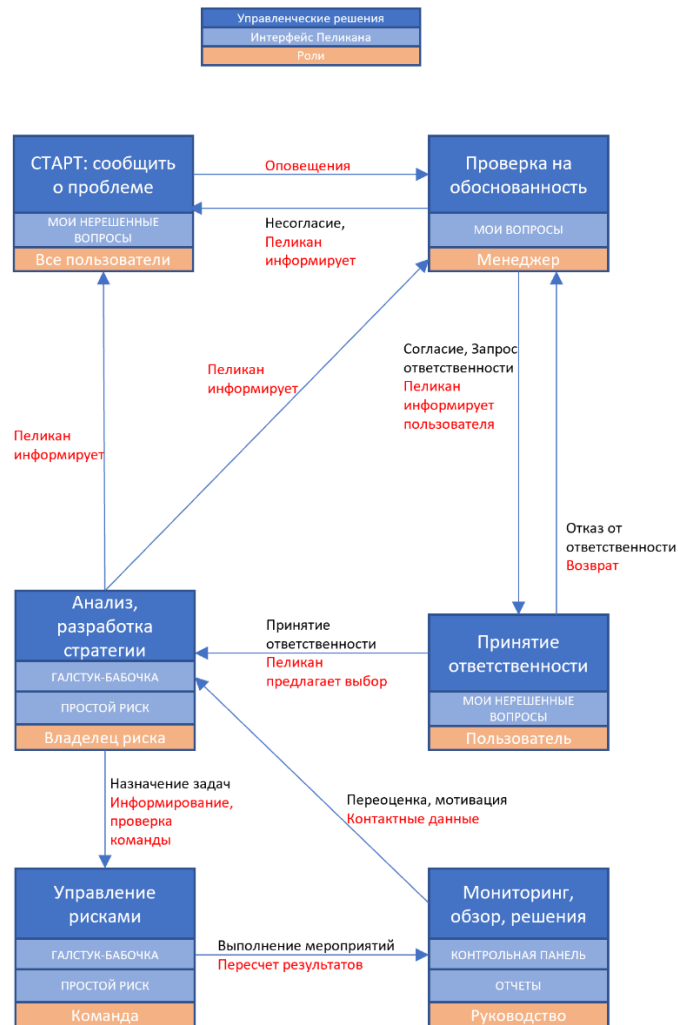 Управленческие решения
Интерфейс Пеликана
Роли
СТАРТ: сообщить
о проблеме
МОИ НЕРЕШЕННЫЕ
ВОПРОСЫ
Все пользователи
Оповещения
Несогласие,
Пеликан
информирует
Проверка на
обоснованность
МОИ ВОПРОСЫ
Менеджер
Пеликан
информирует
Пеликан
информирует
Согласие, Запрос
ответственности
Пеликан
информирует
пользователя
Отказ от
ответственности
Возврат
Анализ,
разработка
стратегии
ГАЛСТУК-БАБОЧКА
ПРОСТОЙ РИСК
Владелец риска
Принятие
ответственности
Пеликан
предлагает выбор
Принятие
ответственности
МОИ НЕРЕШЕННЫЕ
ВОПРОСЫ
Пользователь
Назначение задач
Информирование,
проверка
команды
Переоценка, мотивация
Контактные данные
Управление
рисками
ГАЛСТУК-БАБОЧКА
ПРОСТОЙ РИСК
Команда
Выполнение мероприятий
Пересчет результатов
Мониторинг,
обзор, решения
КОНТРОЛЬНАЯ ПАНЕЛЬ
ОТЧЕТЫ
Руководство